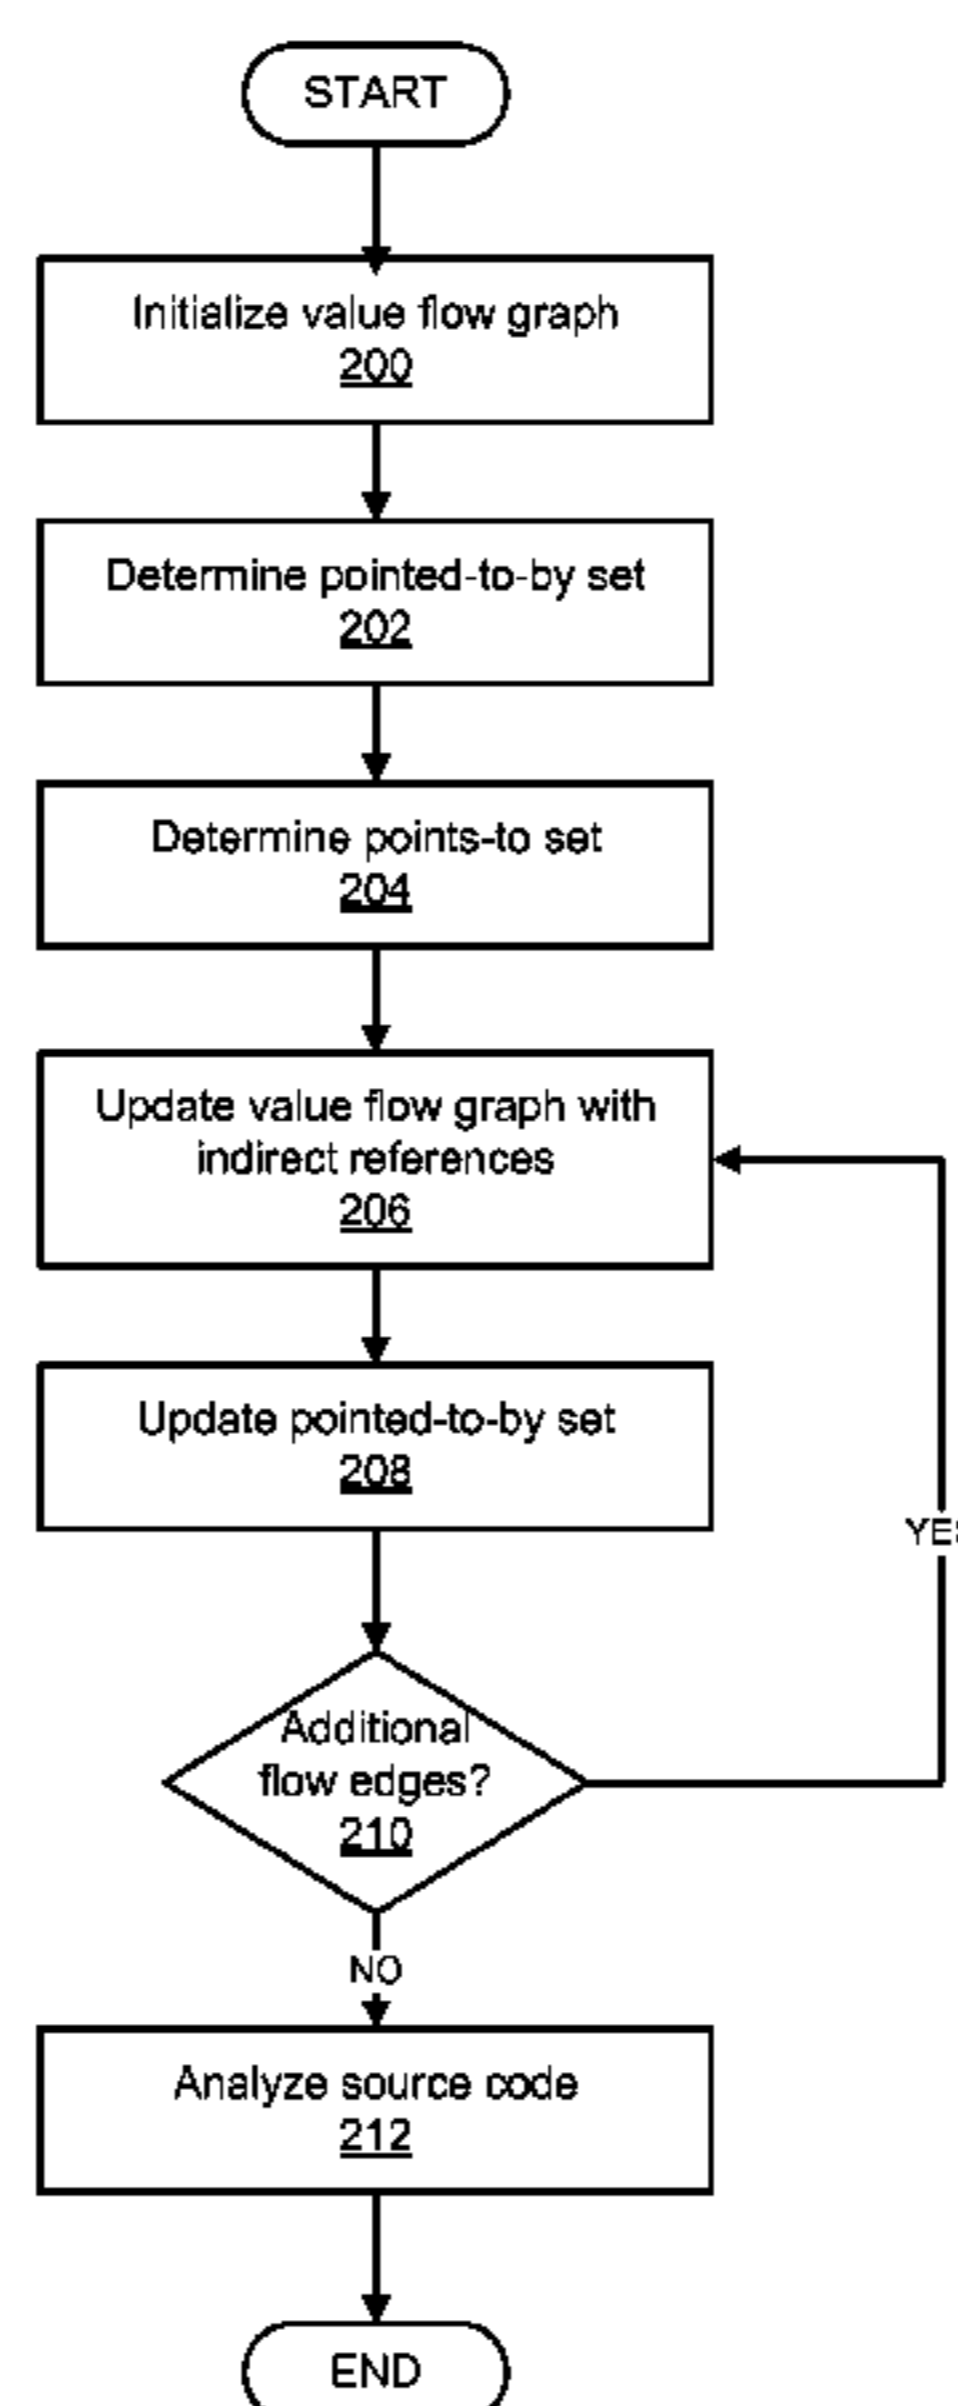 START
Initialize value flow graph
200
Determine pointed-to-by set
202
Determine points-to set
204
Update value flow graph with
indirect references
206
Update pointed-to-by set
208
YES
Additional
flow edges?
210
NO
Analyze source code
212
END